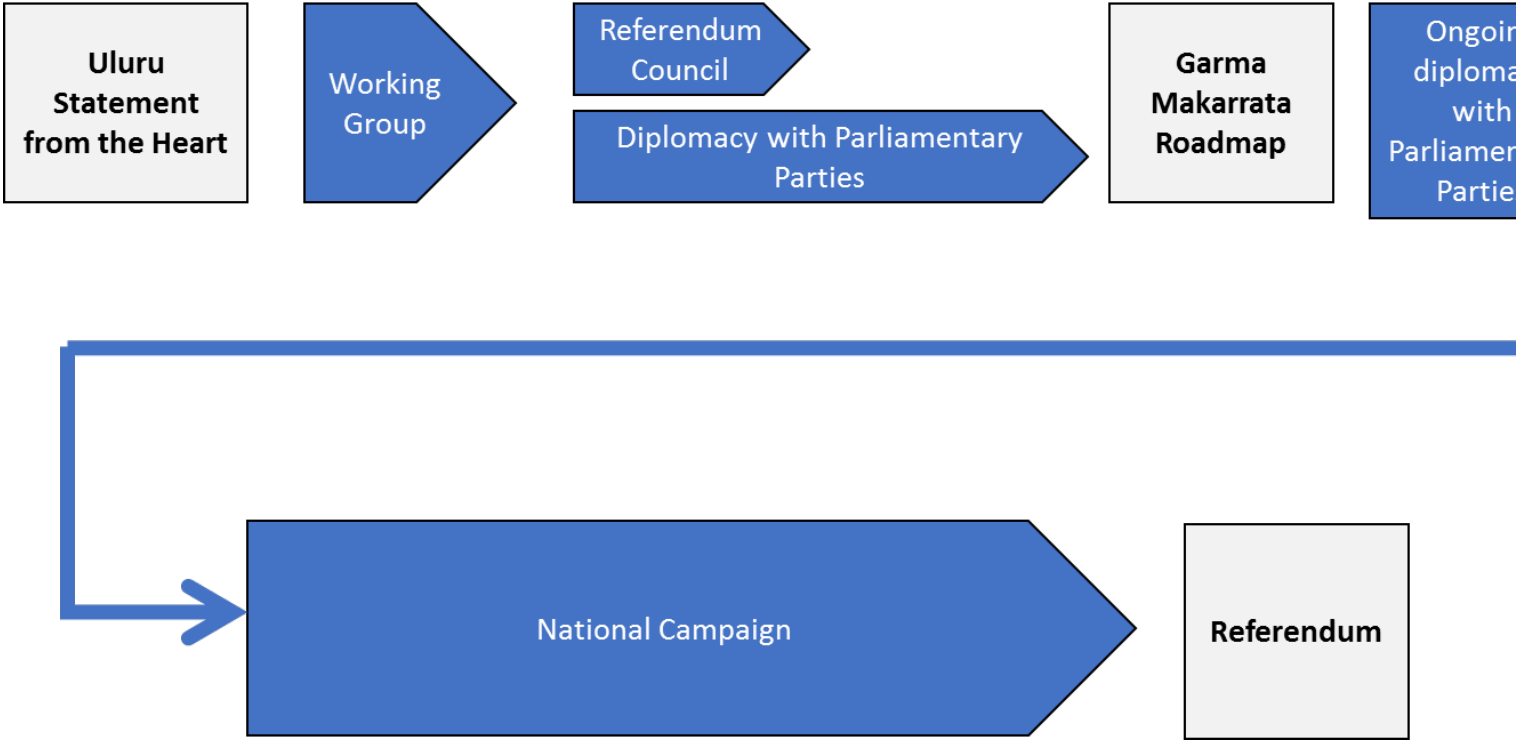 Uluru
Statement
from the Heart
Working
Group
Referendum
Council
Diplomacy with Parliamentary
Parties
Garma
Makarrata
Roadmap
with
National Campaign
Referendum